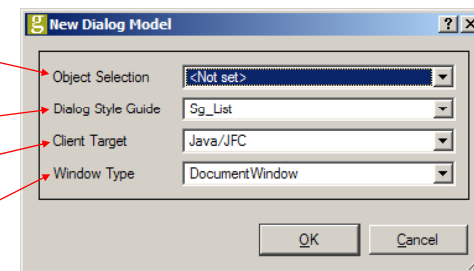 g New Dialog Model ? X
Object Selection <Not set>
Dialog Style Guide Sg_List
Client Target Java/JFC
Window Type DocumentWindow
OK Cancel